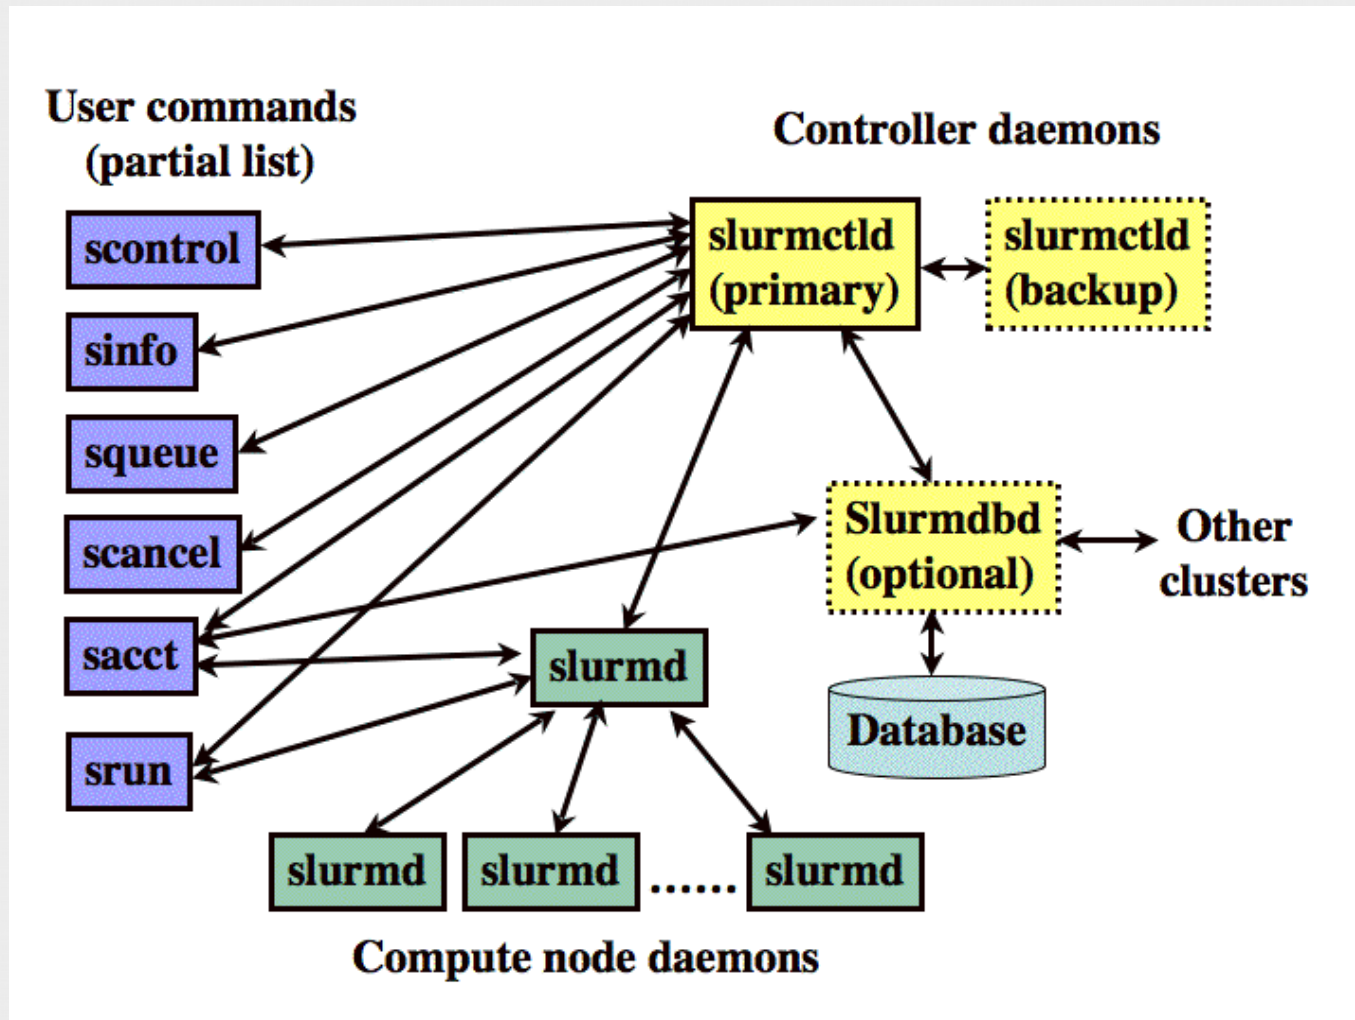 User commands
(partial list)
Controller daemons
scontrol
sinfo
squeue
scancel
sacct
srun
slurmctld
(primary)
slurmctld
(backup)
Slurmdbd
(optional)
Other
clusters
Database
slurmd
slurmd
slurmd
......
slurmd
Compute node daemons